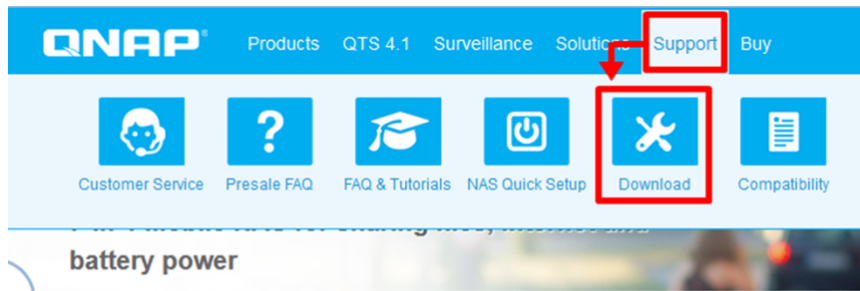 QNAP Products QTS 4.1 Surveillance Solutions Support Buy
Customer Service Presale FAQ FAQ & Tutorials NAS Quick Setup Download Compatibility
battery power